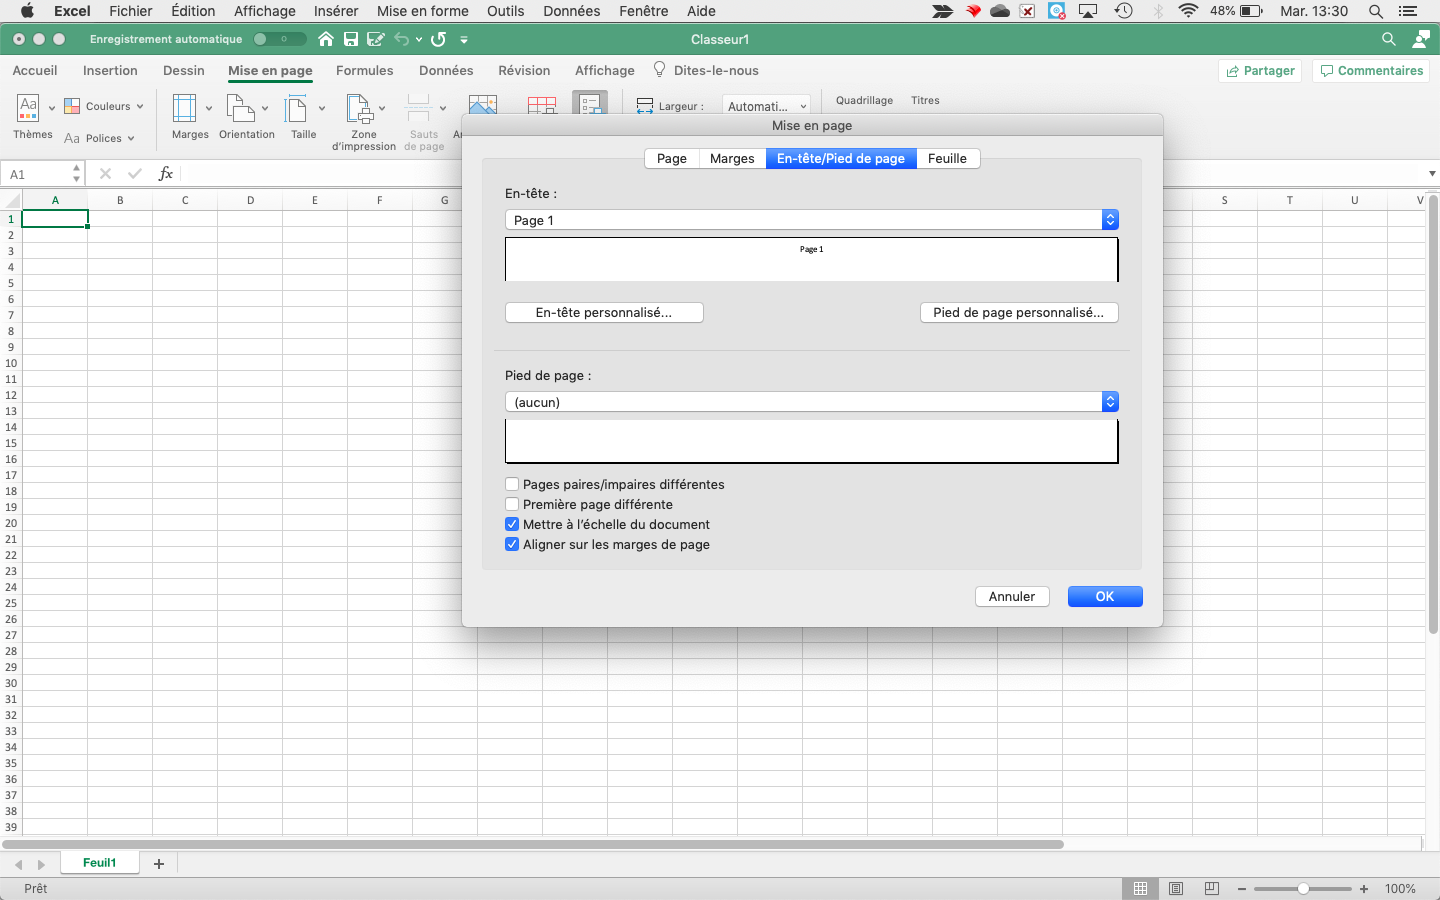 Excel Fichier Édition Affichage Insérer Mise en forme Outils Données Fenêtre Aide 48% Mar. 13:30
Enregistrement automatique Classeur1
Accueil Insertion Dessin Mise en page Formules Données Révision Affichage Dites-le-nous Partager Commentaires
Aa Couleurs Largeur : Automati... Quadrillage Titres
Aa Polices
Thèmes Marges Orientation Taille Zone d'impression Sauts de page
Mise en page
A1 fx
Page Marges En-tête/Pied de page Feuille
A B C D E F G S T U V
En-tête :
Page 1
Page 1
En-tête personnalisé... Pied de page personnalisé...
Pied de page :
(aucun)
Pages paires/impaires différentes
Première page différente
Mettre à l'échelle du document
Aligner sur les marges de page
Annuler OK
1
2
3
4
5
6
7
8
9
10
11
12
13
14
15
16
17
18
19
20
21
22
23
24
25
26
27
28
29
30
31
32
33
34
35
36
37
38
39
Feuil1
Prêt 100%